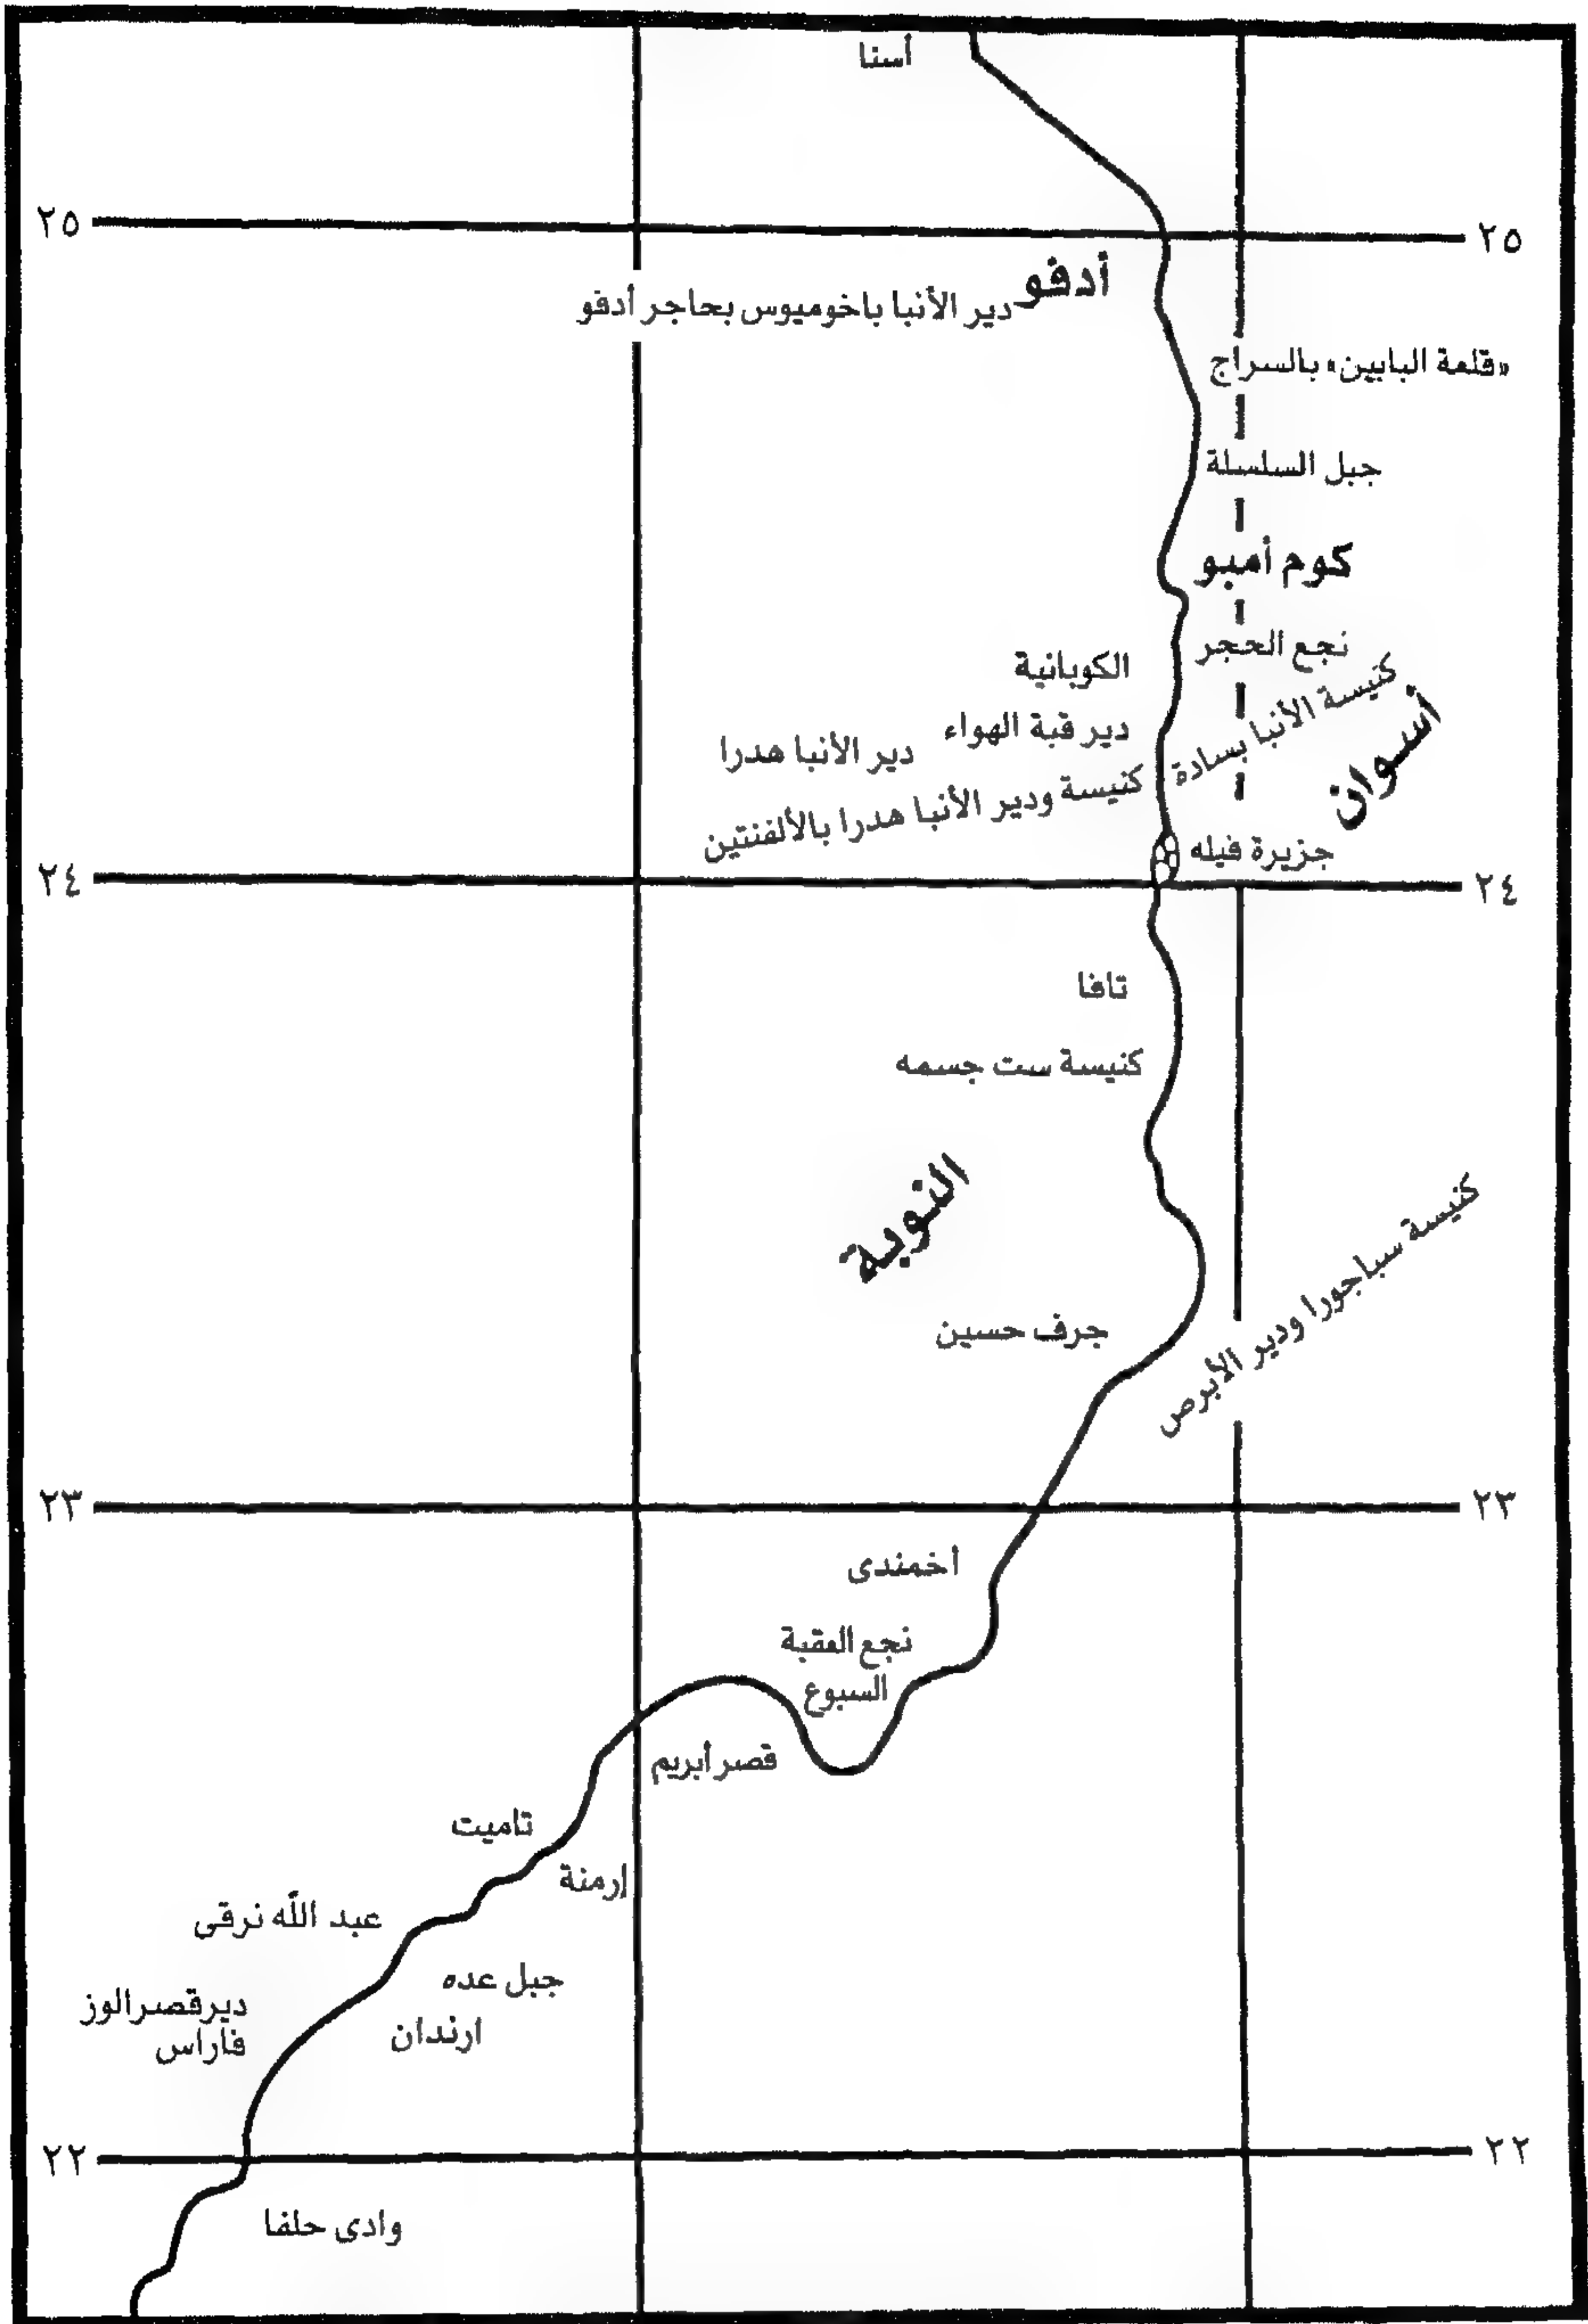 أسنا
٢٥
٢٥
أدفو
دير الأنبا باخوميوس بحاجر أدفو
«قلعة البابين» بالسراج
جبل السلسلة
كوم أمبو
نجع الحجر
الكوبانية
كنيسة الأنبا بسادة
أسوان
دير قبة الهواء
دير الأنبا هدرا
كنيسة ودير الأنبا هدرا بالألفنتين
جزيرة فيله
٢٤
٢٤
تافا
كنيسة ست جسمه
النوبة
كنيسة سباجورا ودير الأبرص
جرف حسين
٢٣
٢٣
أخمندى
نجع العقبة
السبوع
قصر أبريم
تاميت
إرمنة
عبد الله نرقى
جبل عده
ديرقصرالوز
ارندان
فاراس
٢٢
٢٢
وادى حلفا